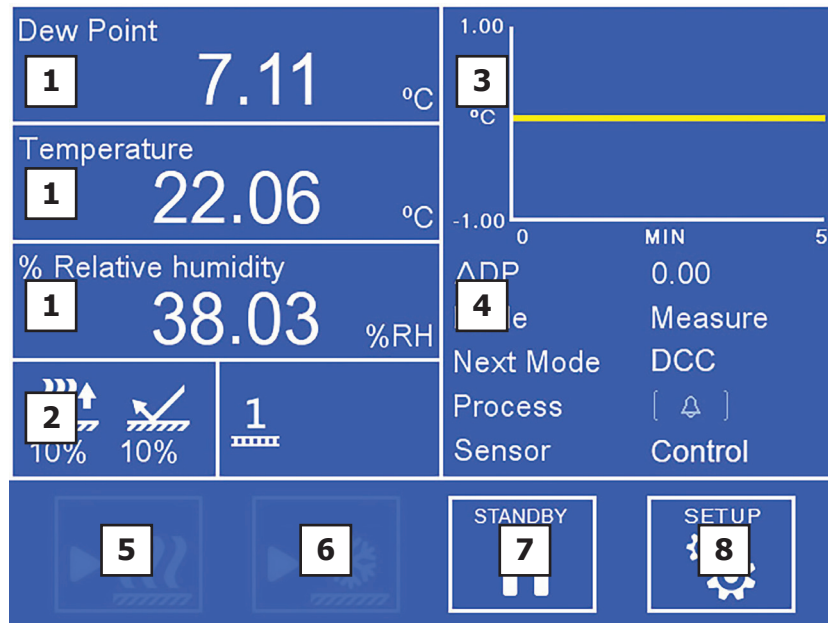 Dew Point
1
7.11
ºC
Temperature
1
22.06
ºC
% Relative humidity
1
38.03
%RH
2
10%
10%
1
1.00
3
ºC
-1.00
0
MIN
5
ΔDP
0.00
4
Measure
Next Mode
DCC
Process
[ ]
Sensor
Control
5
6
STANDBY
7
SETUP
8